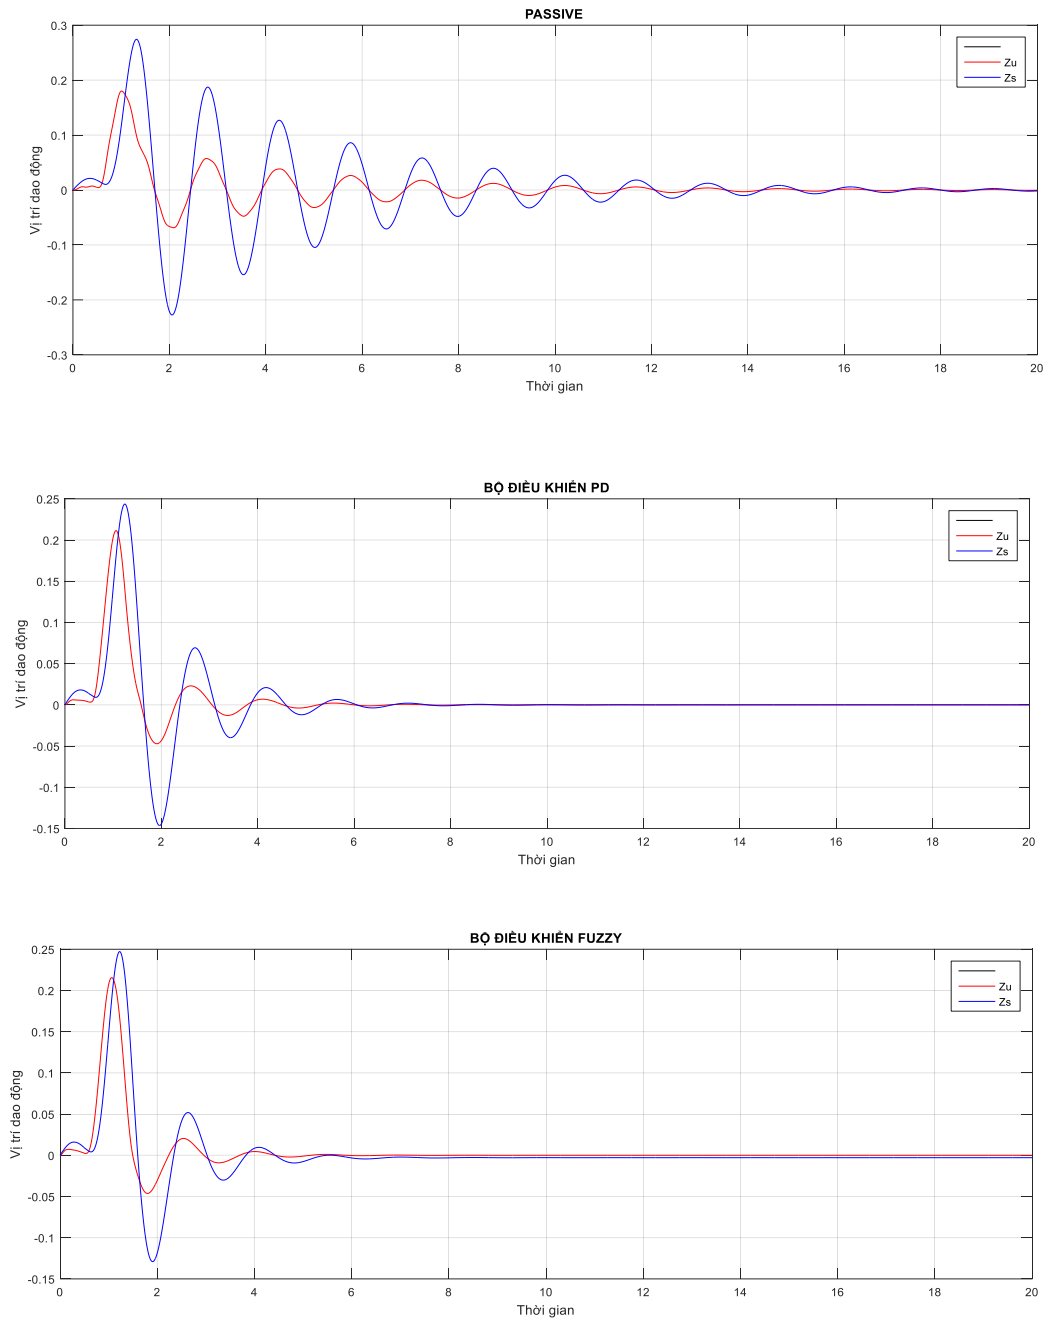 PASSIVE
0.3
0.2
0.1
0
-0.1
-0.2
-0.3
Vị trí dao động
Zu
Zs
0 2 4 6 8 10 12 14 16 18 20
Thời gian
BỘ ĐIỀU KHIỂN PD
0.25
0.2
0.15
0.1
0.05
0
-0.05
-0.1
-0.15
Vị trí dao động
Zu
Zs
0 2 4 6 8 10 12 14 16 18 20
Thời gian
BỘ ĐIỀU KHIỂN FUZZY
0.25
0.2
0.15
0.1
0.05
0
-0.05
-0.1
-0.15
Vị trí dao động
Zu
Zs
0 2 4 6 8 10 12 14 16 18 20
Thời gian